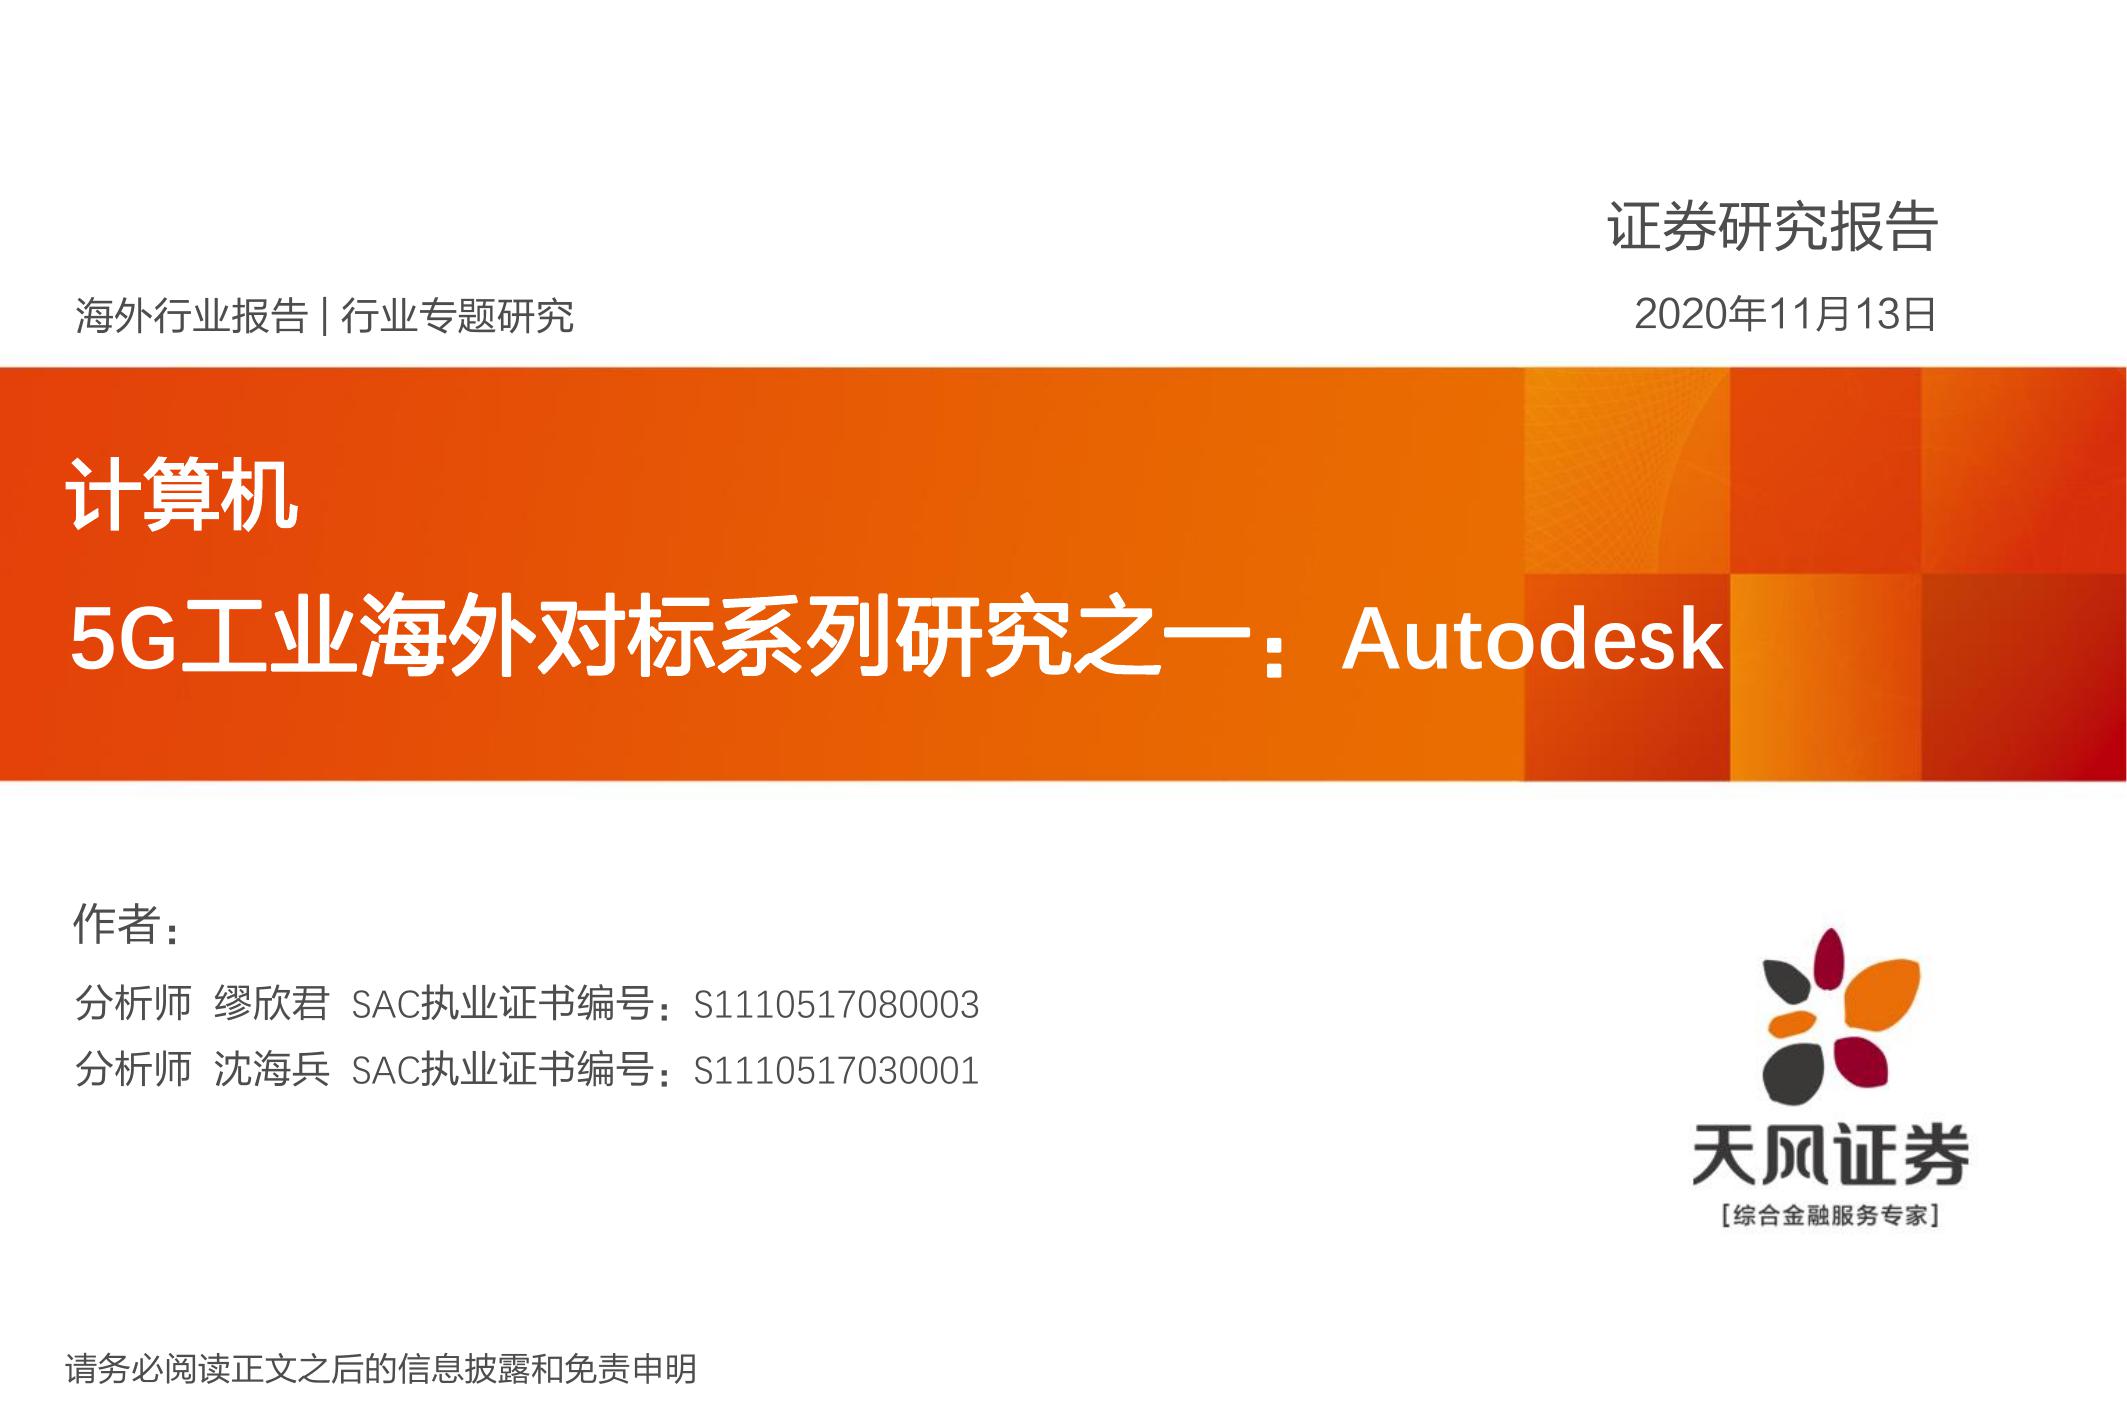 证券研究报告
海外行业报告 | 行业专题研究
2020年11月13日
计算机
5G工业海外对标系列研究之一：Autodesk
作者：
分析师 缪欣君 SAC执业证书编号：S1110517080003
分析师 沈海兵 SAC执业证书编号：S1110517030001
天风证券
[综合金融服务专家]
请务必阅读正文之后的信息披露和免责申明